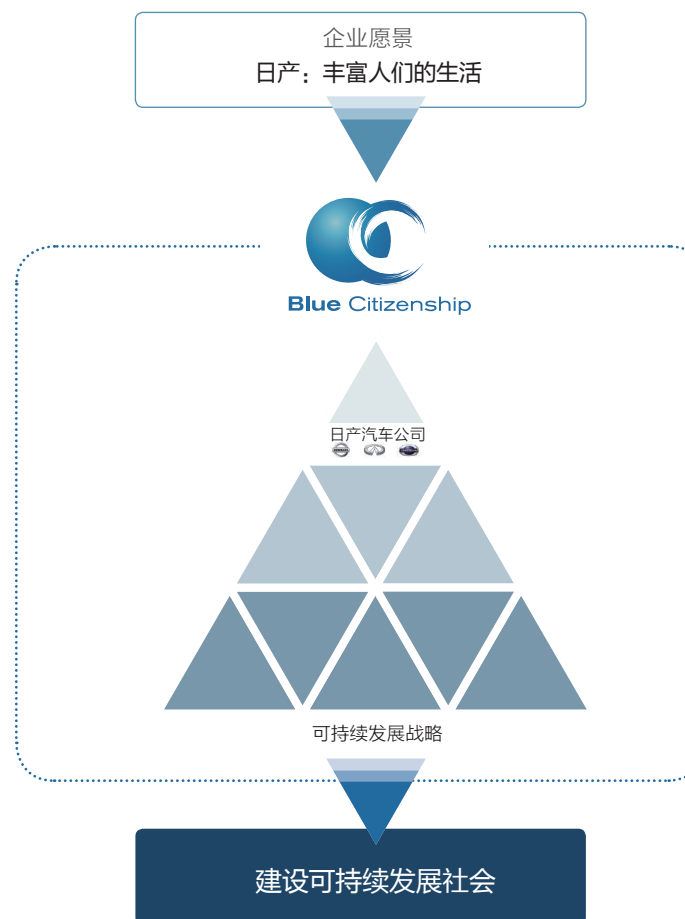 企业愿景
日产：丰富人们的生活
Blue Citizenship
日产汽车公司
可持续发展战略
建设可持续发展社会